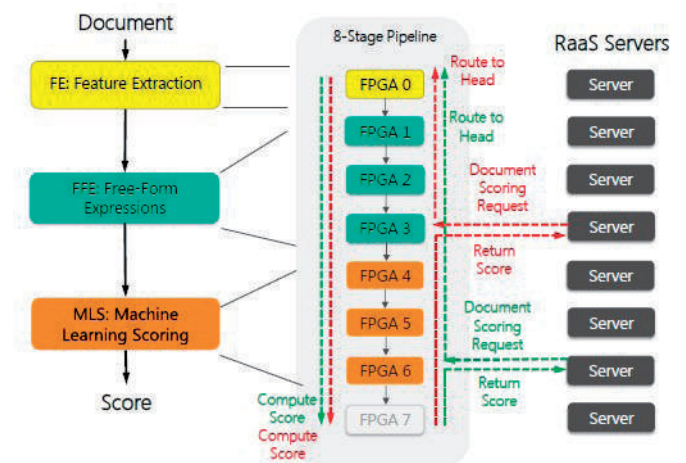 Document
FE: Feature Extraction
FFE: Free-Form
Expressions
MLS: Machine
Learning Scoring
Score
8-Stage Pipeline
FPGA 0
FPGA 1
FPGA 2
FPGA 3
FPGA 4
FPGA 5
FPGA 6
FPGA 7
Compute
Score
Compute
Score
Route to
Head
Route to
Head
Document
Scoring
Request
Return
Score
Document
Scoring
Request
Return
Score
RaaS Servers
Server
Server
Server
Server
Server
Server
Server
Server